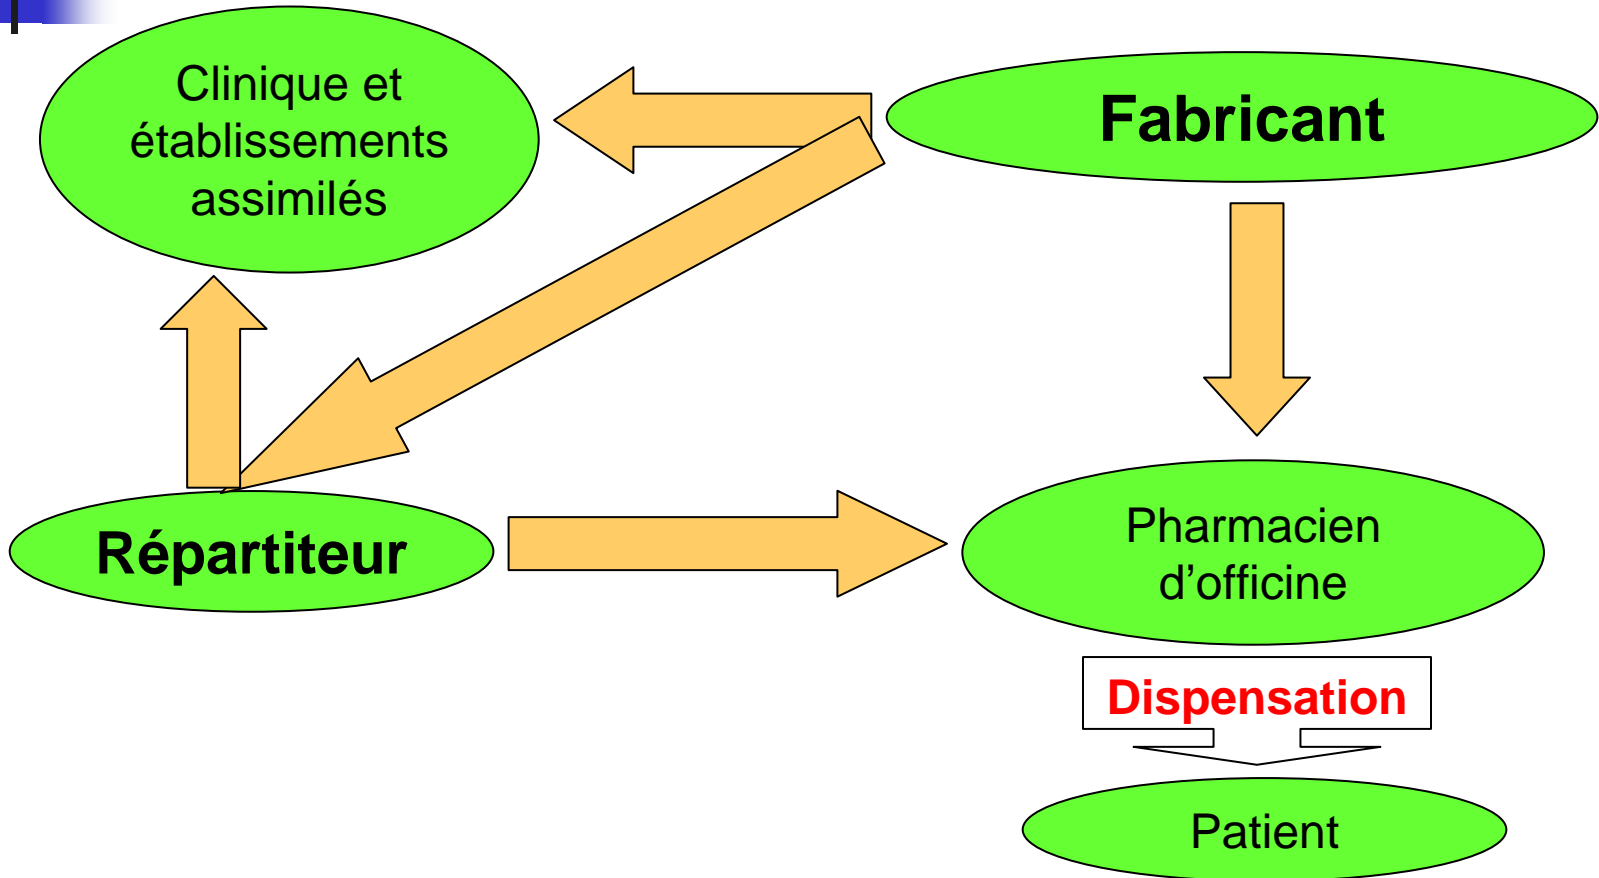 Clinique et
établissements
assimilés
Fabricant
Répartiteur
Pharmacien
d’officine
Dispensation
Patient